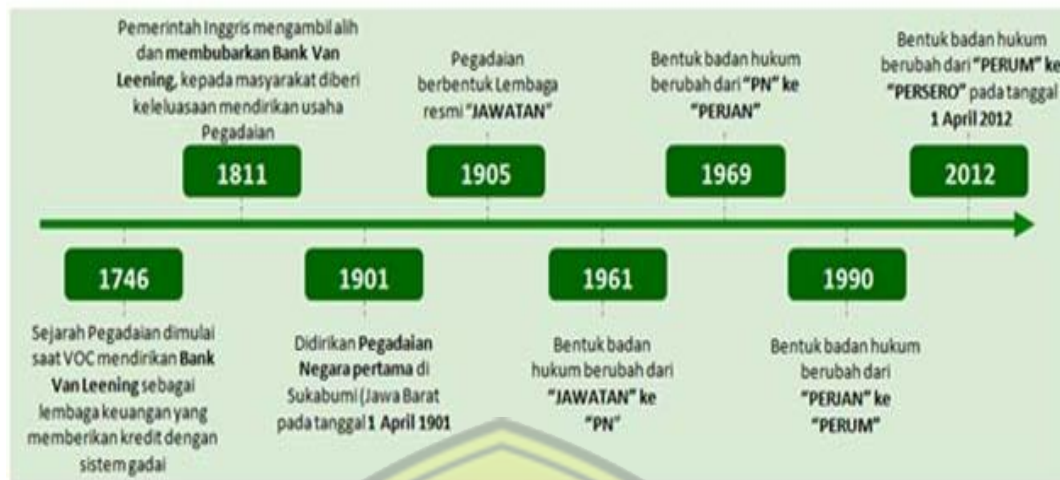 Pemerintah Inggris mengambil alih
dan membubarkan Bank Van
Leening, kepada masyarakat diberi
keleluasaan mendirikan usaha
Pegadaian
1811
Pegadaian
berbentuk Lembaga
resmi "JAWATAN"
1905
Bentuk badan hukum
berubah dari "PN" ke
"PERJAN"
1969
Bentuk badan hukum
berubah dari "PERUM" ke
"PERSERO" pada tanggal
1 April 2012
2012
1746
Sejarah Pegadaian dimulai
saat VOC mendirikan Bank
Van Leening sebagai
lembaga keuangan yang
memberikan kredit dengan
sistem gadai
1901
Didirikan Pegadaian
Negara pertama di
Sukabumi (Jawa Barat
pada tanggal 1 April 1901
1961
Bentuk badan
hukum berubah dari
"JAWATAN" ke
"PN"
1990
Bentuk badan hukum
berubah dari
"PERJAN" ke
"PERUM"